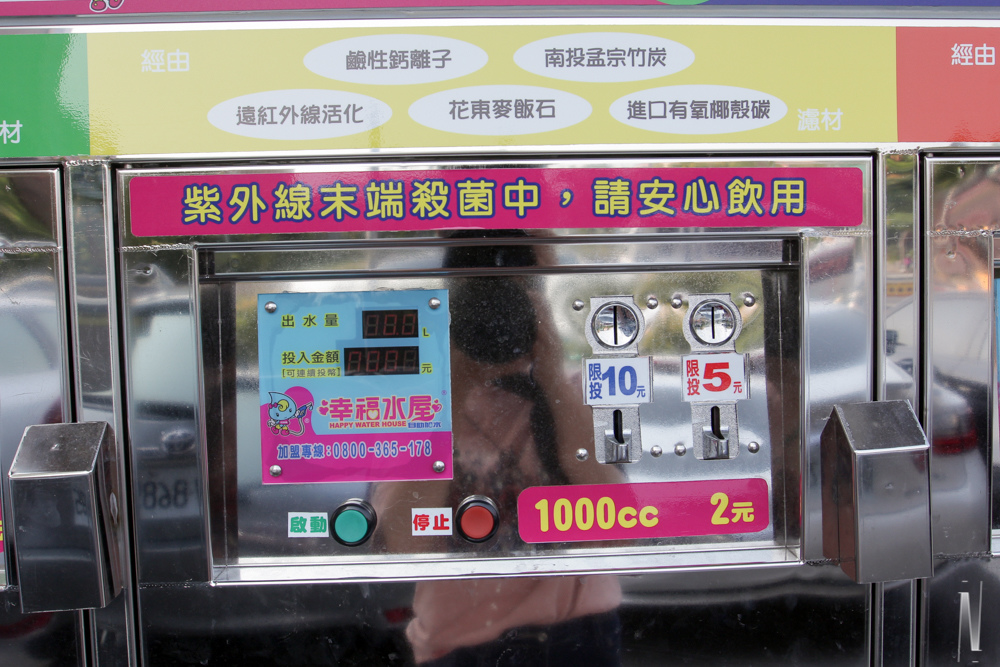 經由
鹼性鈣離子
南投孟宗竹炭
經由
材
遠紅外線活化
花東麥飯石
進口有氧椰殼碳
濾材
紫外線末端殺菌中，請安心飲用
出水量
L
投入金額
[可連續投幣]
元
幸福水屋
HAPPY WATER HOUSE
加盟專線:0800-365-178
限投10元
限投5元
啟動
停止
1000cc 2元
N